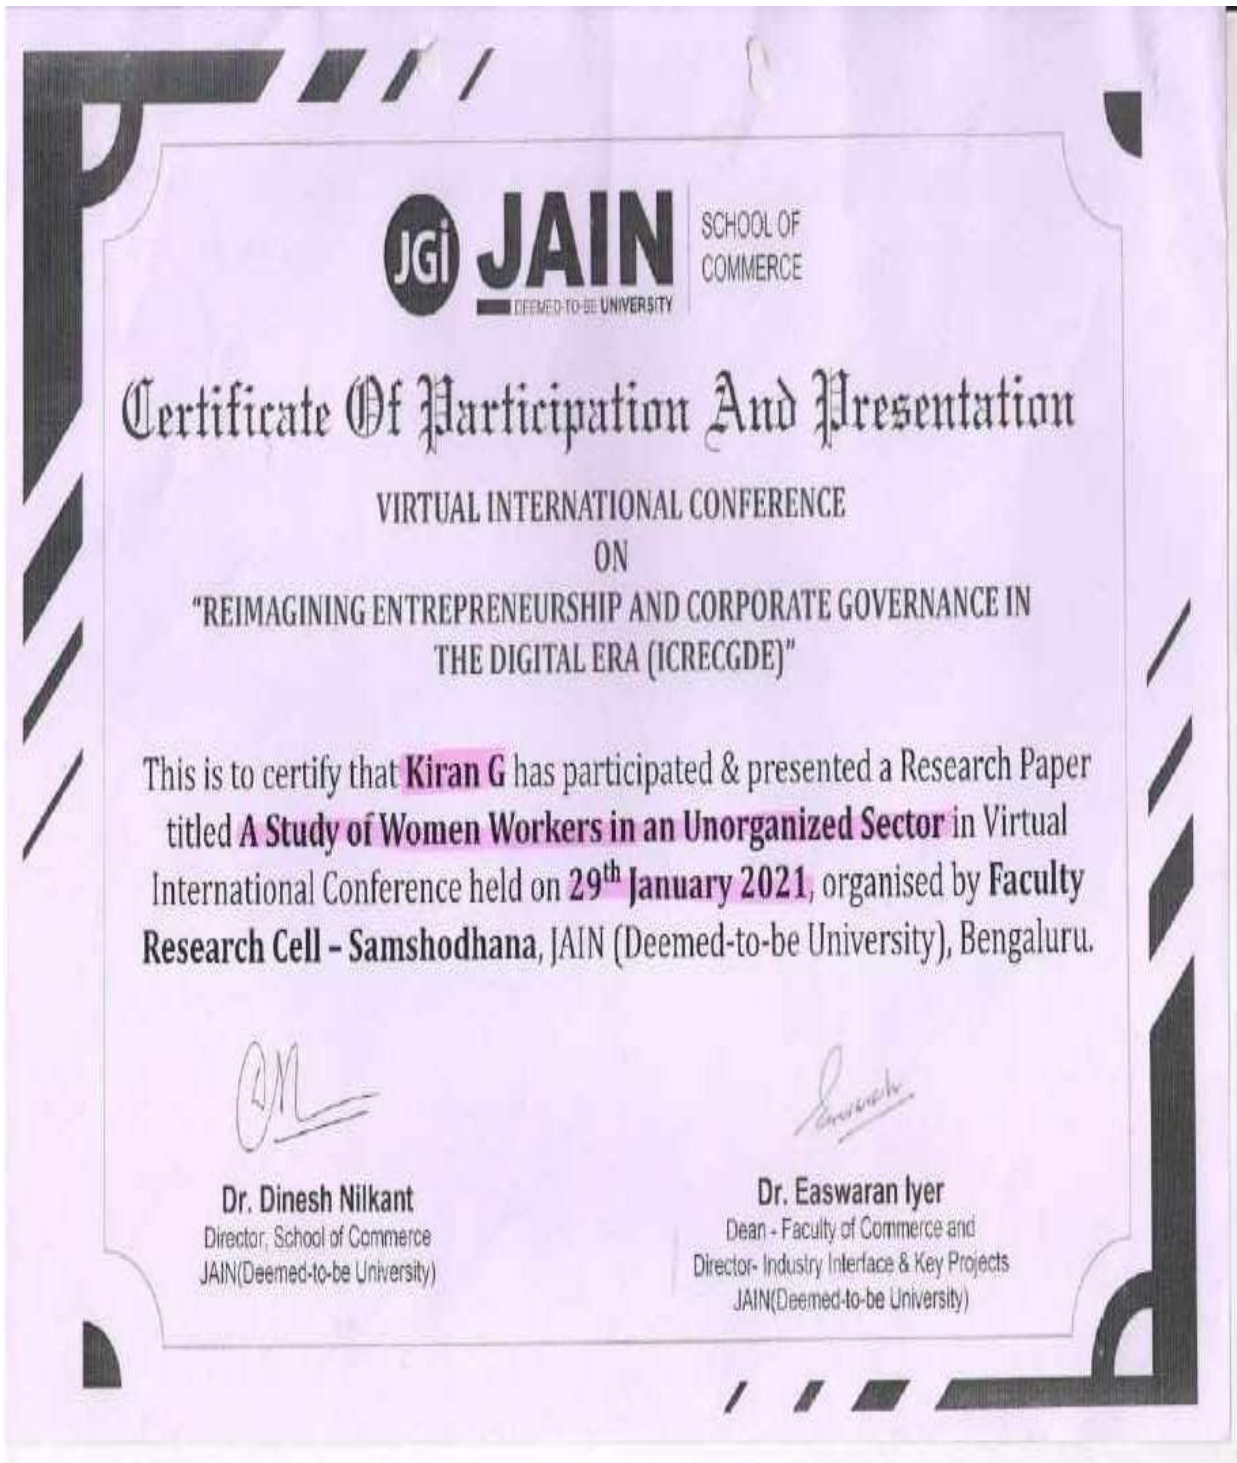 JGi JAIN SCHOOL OF
COMMERCE
DEEMED-TO-BE UNIVERSITY
Certificate Of Participation And Presentation
VIRTUAL INTERNATIONAL CONFERENCE
ON
"REIMAGINING ENTREPRENEURSHIP AND CORPORATE GOVERNANCE IN
THE DIGITAL ERA (ICRECGDE)"
This is to certify that Kiran G has participated & presented a Research Paper
titled A Study of Women Workers in an Unorganized Sector in Virtual
International Conference held on 29th January 2021, organised by Faculty
Research Cell – Samshodhana, JAIN (Deemed-to-be University), Bengaluru.
Dr. Dinesh Nilkant
Director, School of Commerce
JAIN(Deemed-to-be University)
Dr. Easwaran Iyer
Dean - Faculty of Commerce and
Director- Industry Interface & Key Projects
JAIN(Deemed-to-be University)